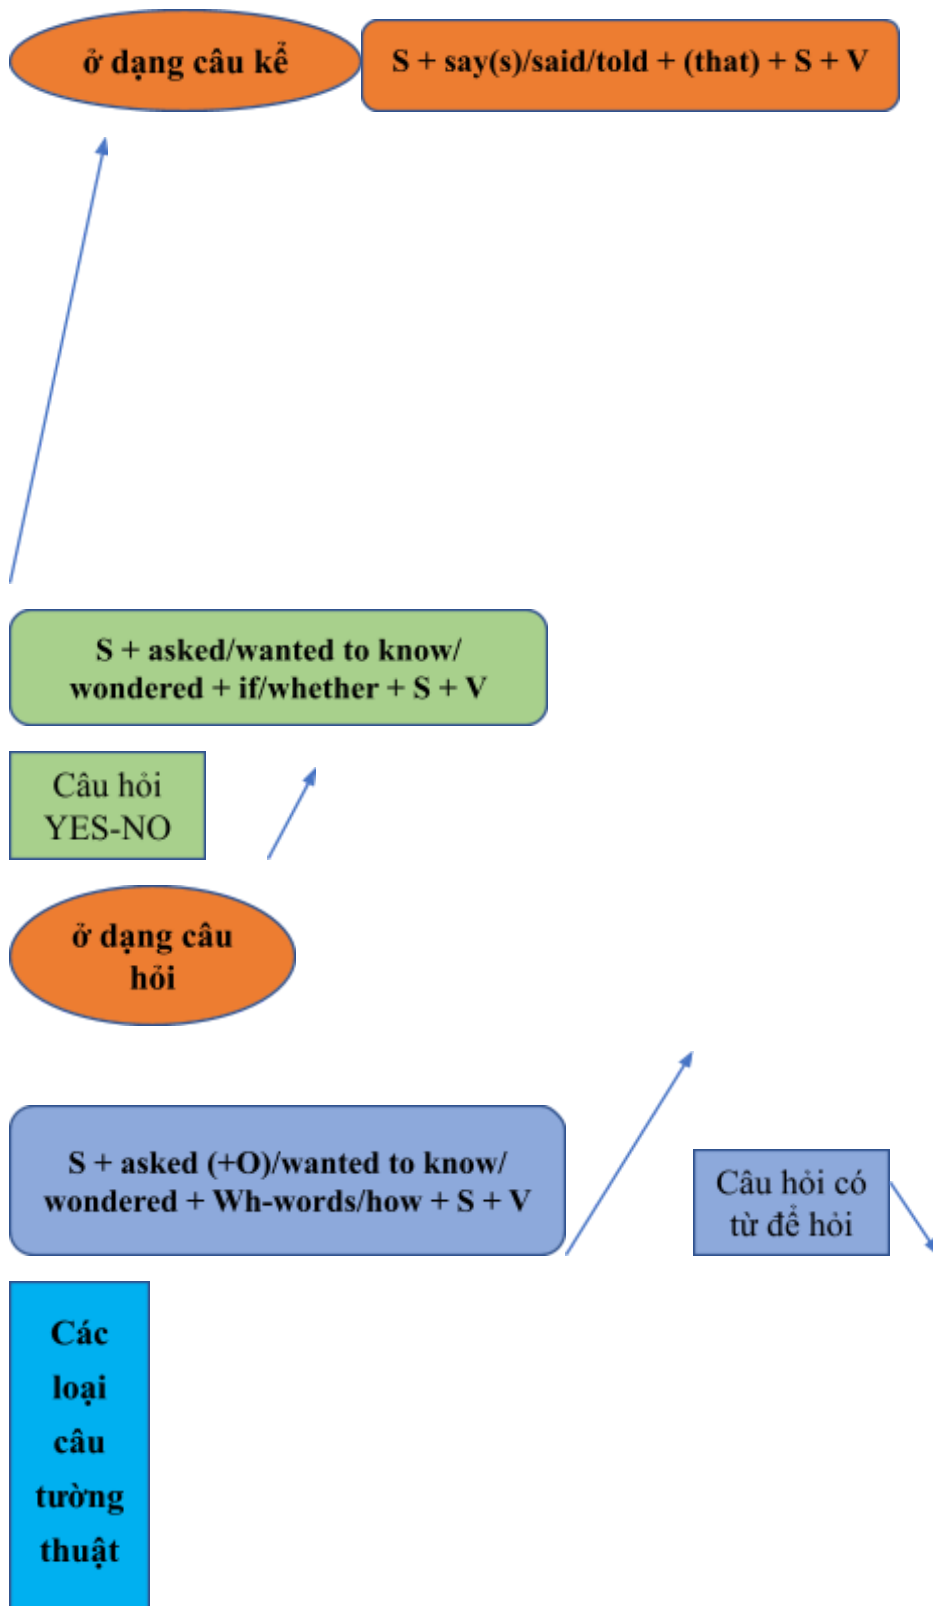 ở dạng câu kể
S + say(s)/said/told + (that) + S + V
S + asked/wanted to know/
wondered + if/whether + S + V
Câu hỏi
YES-NO
ở dạng câu
hỏi
S + asked (+O)/wanted to know/
wondered + Wh-words/how + S + V
Câu hỏi có
từ để hỏi
Các
loại
câu
tường
thuật